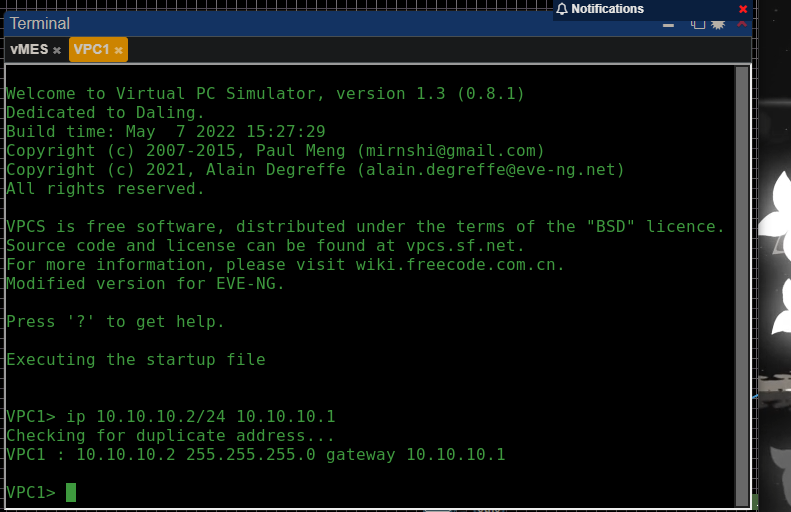 Notifications
Terminal
vMES VPC1
Welcome to Virtual PC Simulator, version 1.3 (0.8.1)
Dedicated to Daling.
Build time: May  7 2022 15:27:29
Copyright (c) 2007-2015, Paul Meng (mirnshi@gmail.com)
Copyright (c) 2021, Alain Degreffe (alain.degreffe@eve-ng.net)
All rights reserved.
VPCS is free software, distributed under the terms of the "BSD" licence.
Source code and license can be found at vpcs.sf.net.
For more information, please visit wiki.freecode.com.cn.
Modified version for EVE-NG.
Press '?' to get help.
Executing the startup file
VPC1> ip 10.10.10.2/24 10.10.10.1
Checking for duplicate address...
VPC1 : 10.10.10.2 255.255.255.0 gateway 10.10.10.1
VPC1>